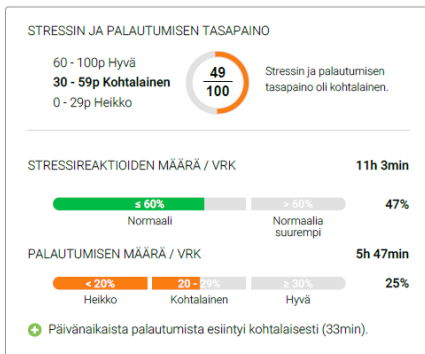 STRESSIN JA PALAUTUMISEN TASAPAINO
60 - 100p Hyvä
30 - 59p Kohtalainen
0 - 29p Heikko
49
100
Stressin ja palautumisen
tasapaino oli kohtalainen.
STRESSIREAKTIOIDEN MÄÄRÄ / VRK 11h 3min
≤ 60% > 60% 47%
Normaali Normaalia
suurempi
PALAUTUMISEN MÄÄRÄ / VRK 5h 47min
< 20% 20 - 29% ≥ 30% 25%
Heikko Kohtalainen Hyvä
Päivänaikaista palautumista esiintyi kohtalaisesti (33min).